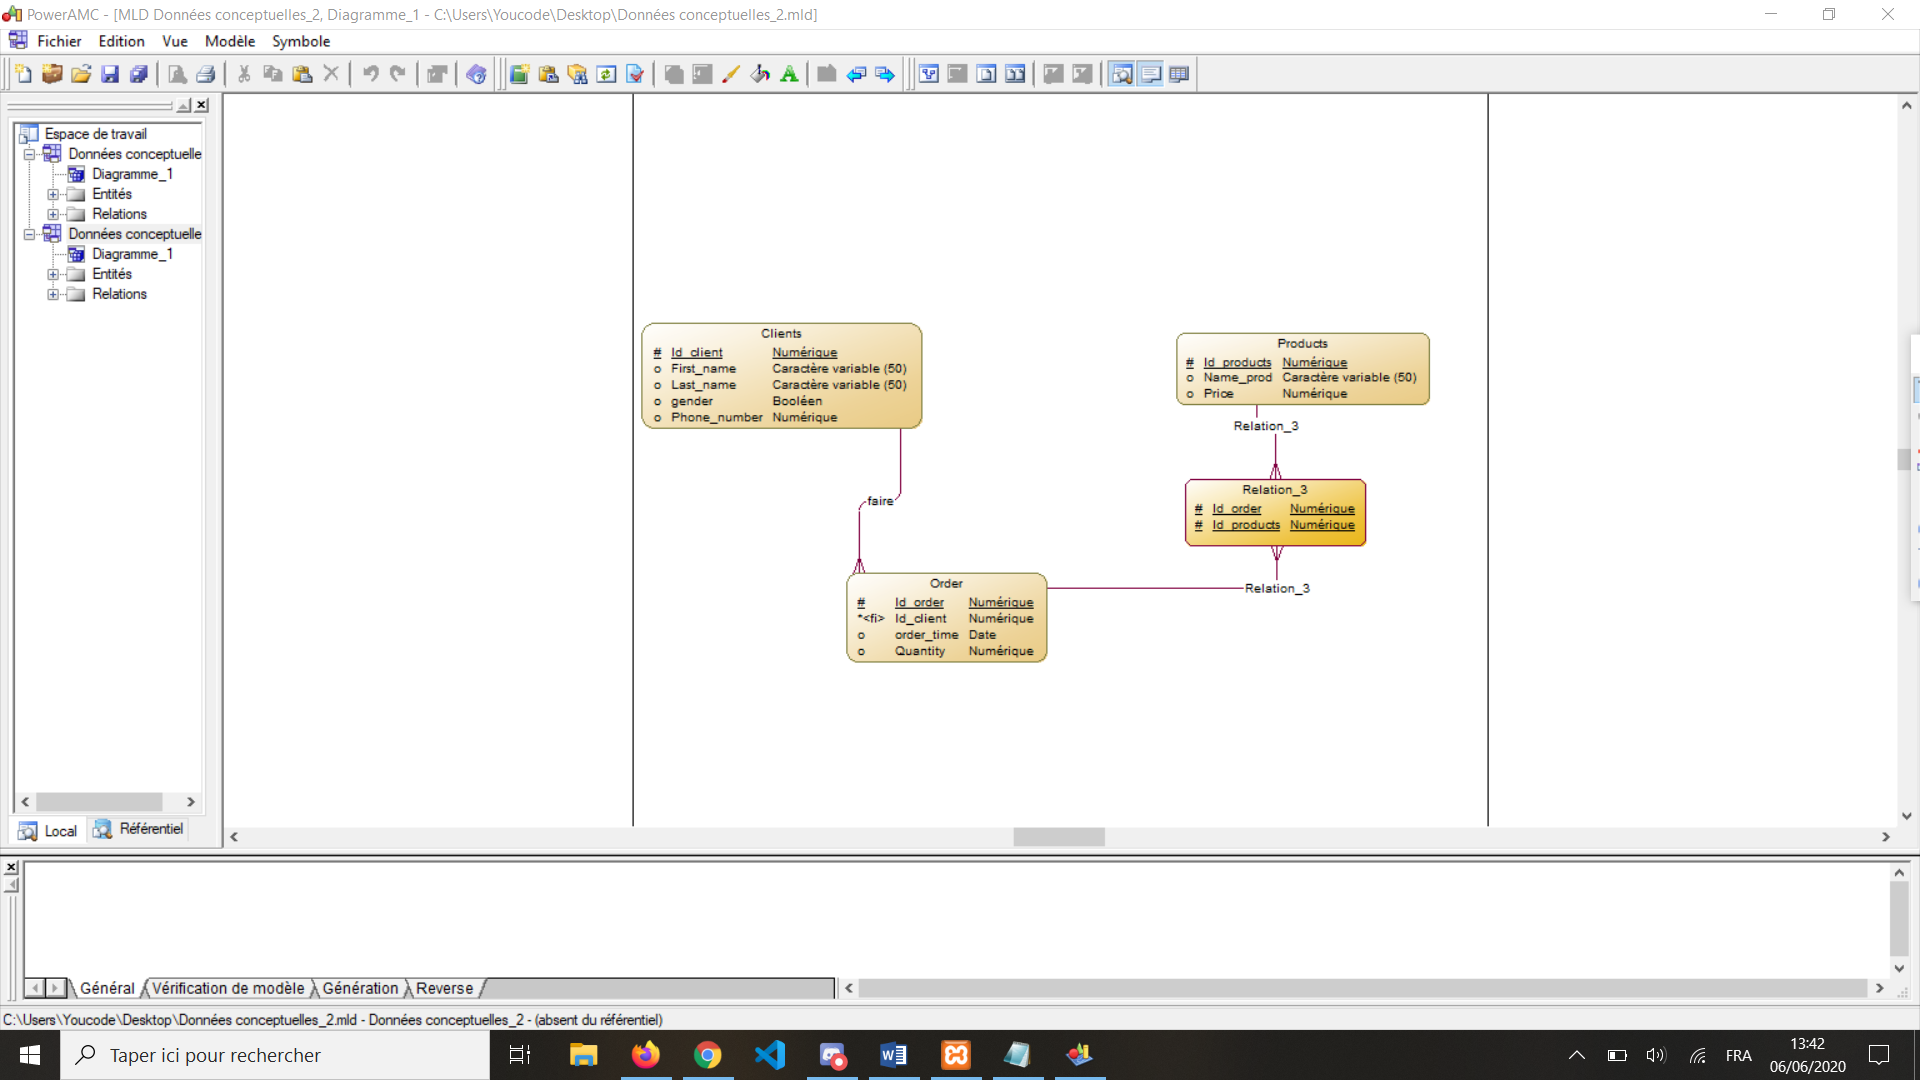 PowerAMC - [MLD Données conceptuelles_2, Diagramme_1 - C:\Users\Youcode\Desktop\Données conceptuelles_2.mld]
Fichier Edition Vue Modèle Symbole
Espace de travail
Données conceptuelle
Diagramme_1
Entités
Relations
Données conceptuelle
Diagramme_1
Entités
Relations
Local Référentiel
Clients
# Id_client Numérique
o First_name Caractère variable (50)
o Last_name Caractère variable (50)
o gender Booléen
o Phone_number Numérique
Products
# Id_products Numérique
o Name_prod Caractère variable (50)
o Price Numérique
Relation_3
Relation_3
# Id_order Numérique
# Id_products Numérique
faire
Relation_3
Order
# Id_order Numérique
*<fi> Id_client Numérique
o order_time Date
o Quantity Numérique
Général Vérification de modèle Génération Reverse
C:\Users\Youcode\Desktop\Données conceptuelles_2.mld - Données conceptuelles_2 - (absent du référentiel)
Taper ici pour rechercher
FRA
13:42
06/06/2020